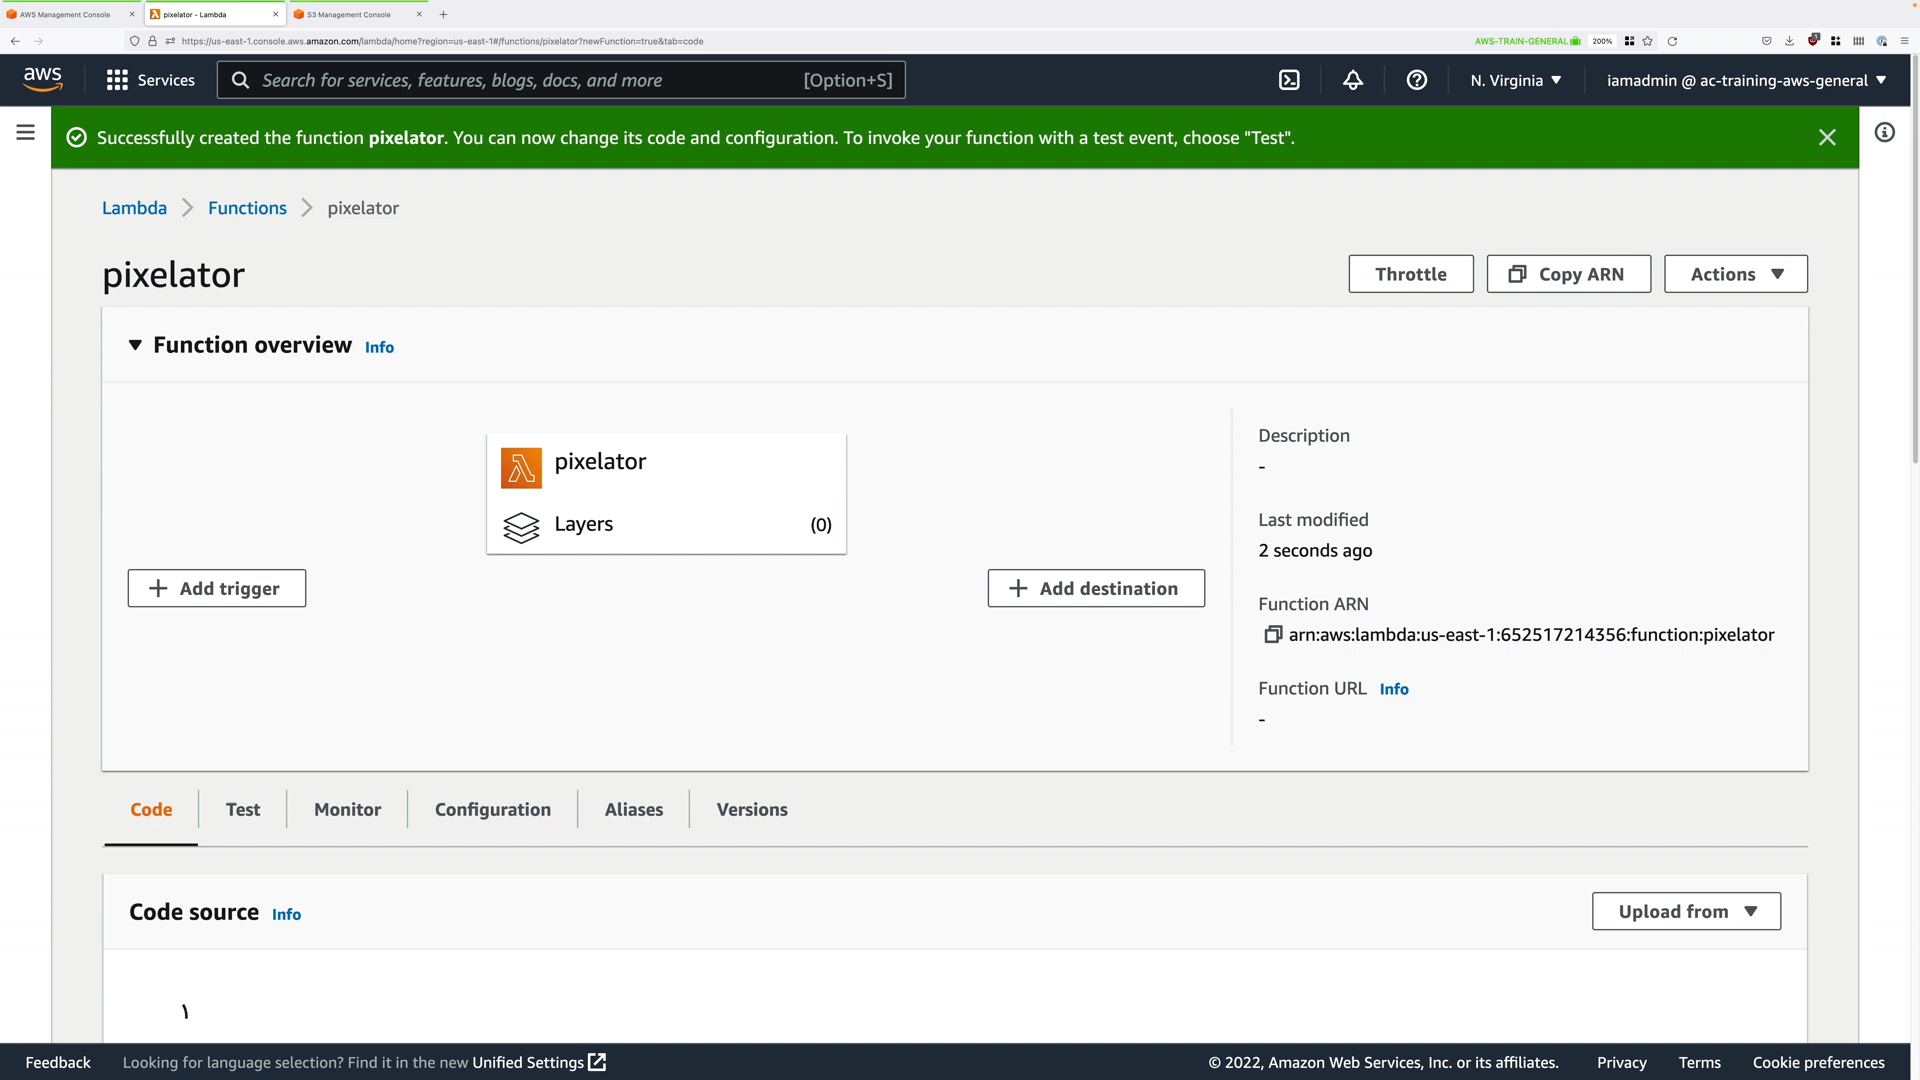 AWS Management Console
pixelator - Lambda
S3 Management Console
https://us-east-1.console.aws.amazon.com/lambda/home?region=us-east-1#/functions/pixelator?newFunction=true&tab=code
AWS-TRAIN-GENERAL
200%
aws
Services
Search for services, features, blogs, docs, and more
[Option+S]
N. Virginia
iamadmin @ ac-training-aws-general
Successfully created the function pixelator. You can now change its code and configuration. To invoke your function with a test event, choose "Test".
Lambda
Functions
pixelator
pixelator
Throttle
Copy ARN
Actions
Function overview Info
pixelator
Layers
(0)
Add trigger
Add destination
Description
-
Last modified
2 seconds ago
Function ARN
arn:aws:lambda:us-east-1:652517214356:function:pixelator
Function URL Info
-
Code
Test
Monitor
Configuration
Aliases
Versions
Code source Info
Upload from
Feedback
Looking for language selection? Find it in the new Unified Settings
© 2022, Amazon Web Services, Inc. or its affiliates.
Privacy
Terms
Cookie preferences